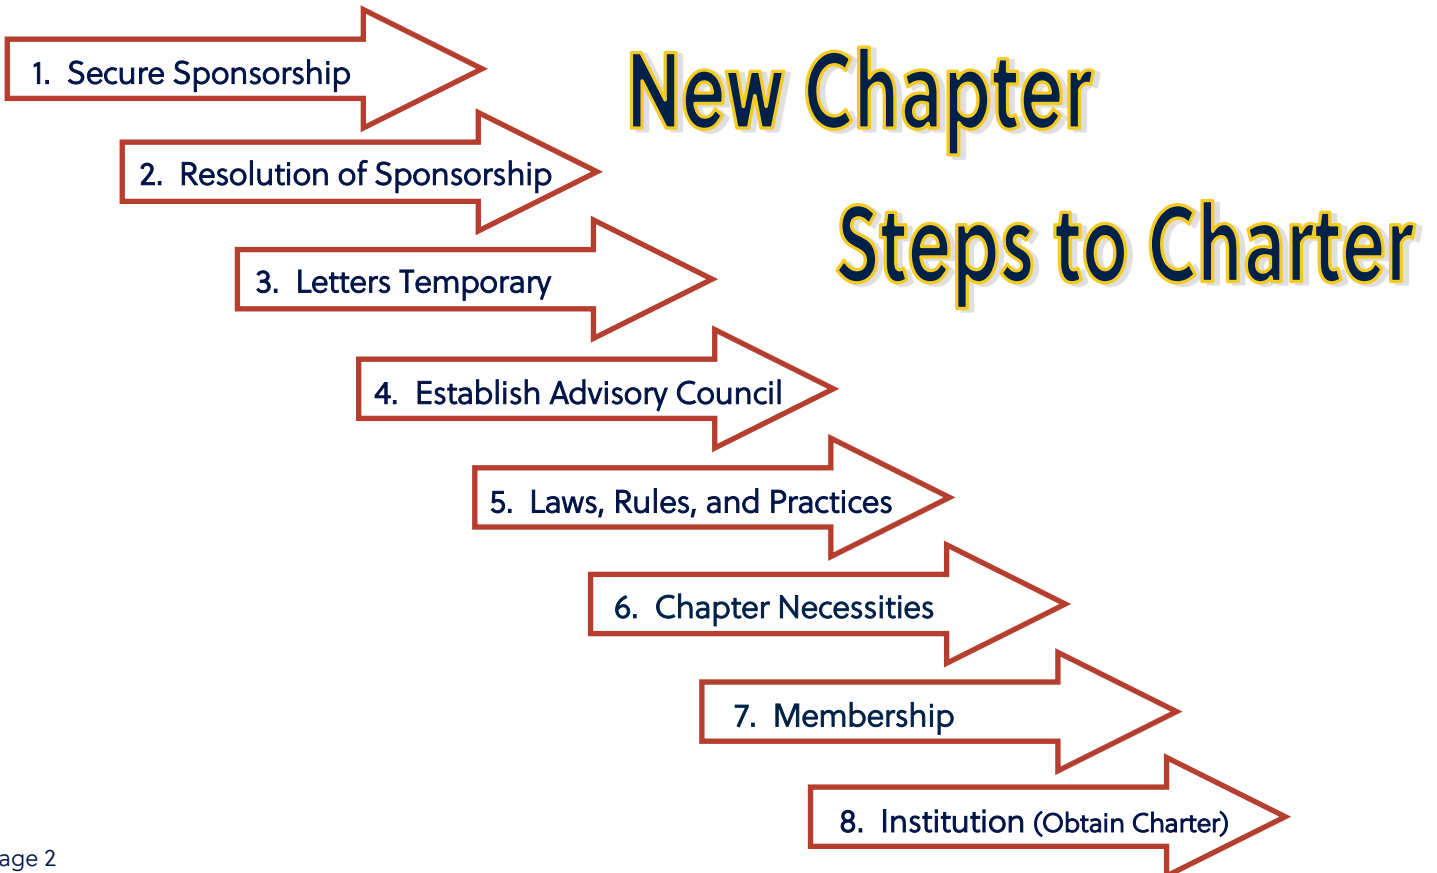 New Chapter
Steps to Charter
1. Secure Sponsorship
2. Resolution of Sponsorship
3. Letters Temporary
4. Establish Advisory Council
5. Laws, Rules, and Practices
6. Chapter Necessities
7. Membership
8. Institution (Obtain Charter)
age 2